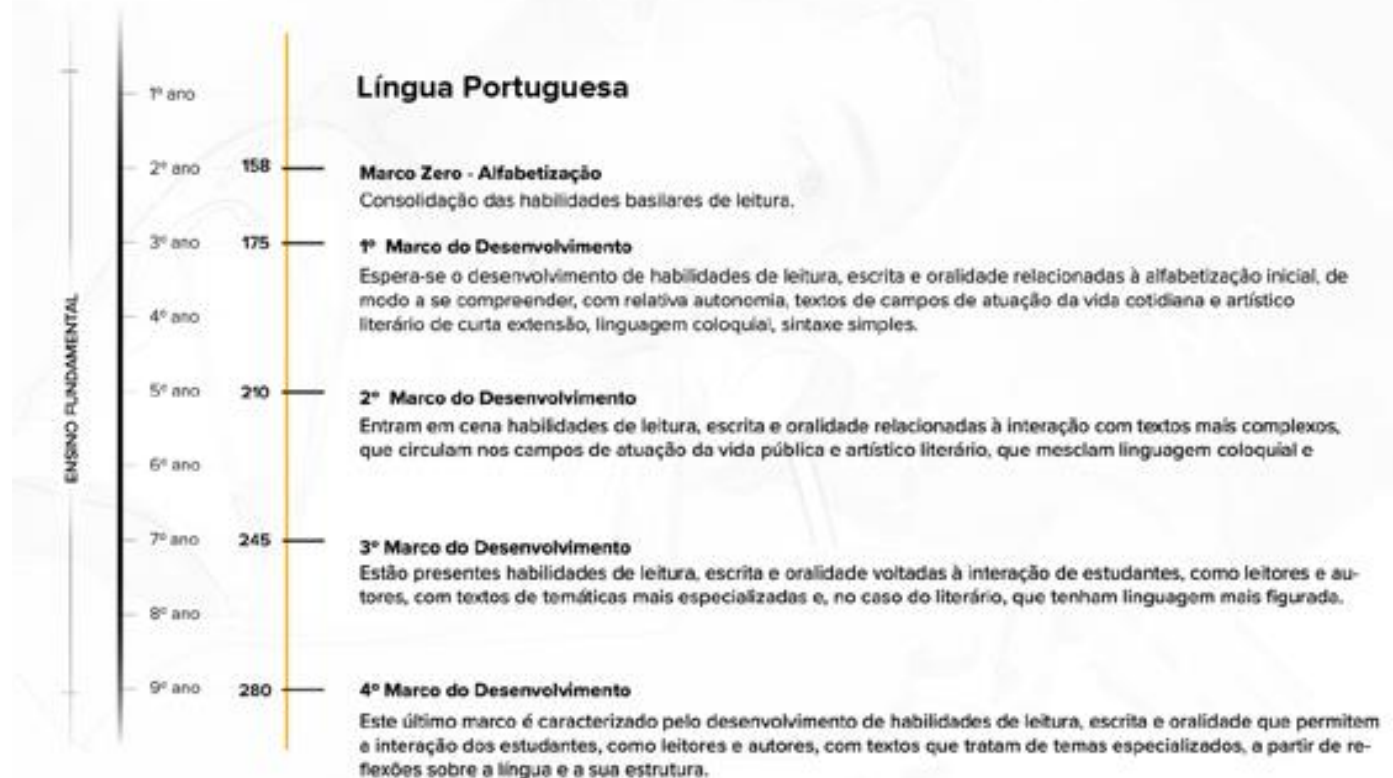 Língua Portuguesa
1º ano
2º ano
158
Marco Zero - Alfabetização
Consolidação das habilidades basilares de leitura.
3º ano
175
1º Marco do Desenvolvimento
Espera-se o desenvolvimento de habilidades de leitura, escrita e oralidade relacionadas à alfabetização inicial, de
modo a se compreender, com relativa autonomia, textos de campos de atuação da vida cotidiana e artístico
literário de curta extensão, linguagem coloquial, sintaxe simples.
4º ano
ENSINO FUNDAMENTAL
5º ano
210
2º Marco do Desenvolvimento
Entram em cena habilidades de leitura, escrita e oralidade relacionadas à interação com textos mais complexos,
que circulam nos campos de atuação da vida pública e artístico literário, que mesclam linguagem coloquial e
6º ano
7º ano
245
3º Marco do Desenvolvimento
Estão presentes habilidades de leitura, escrita e oralidade voltadas à interação de estudantes, como leitores e au-
tores, com textos de temáticas mais especializadas e, no caso do literário, que tenham linguagem mais figurada.
8º ano
9º ano
280
4º Marco do Desenvolvimento
Este último marco é caracterizado pelo desenvolvimento de habilidades de leitura, escrita e oralidade que permitem
a interação dos estudantes, como leitores e autores, com textos que tratam de temas especializados, a partir de re-
flexões sobre a língua e a sua estrutura.